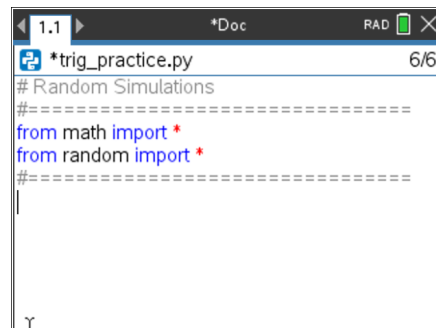 1.1 *Doc RAD
*trig_practice.py 6/6
# Random Simulations
#================================
from math import *
from random import *
#================================